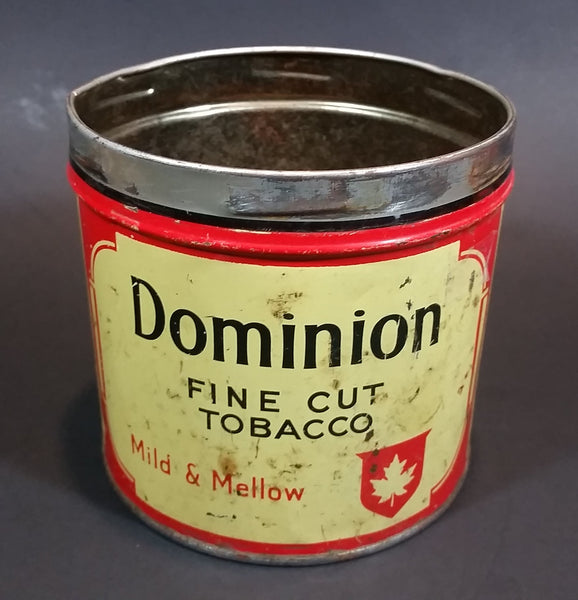 Dominion
FINE CUT
TOBACCO
Mild & Mellow